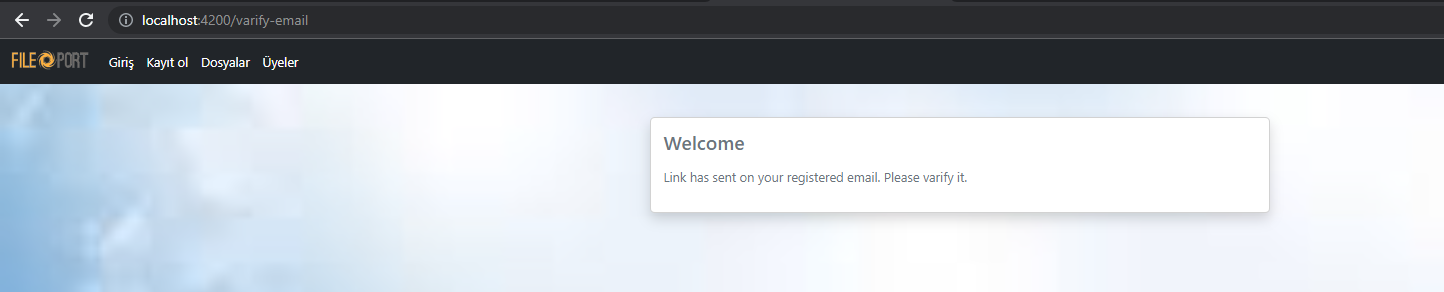 localhost:4200/varify-email
FILE PORT Giriş Kayıt ol Dosyalar Üyeler
Welcome
Link has sent on your registered email. Please varify it.